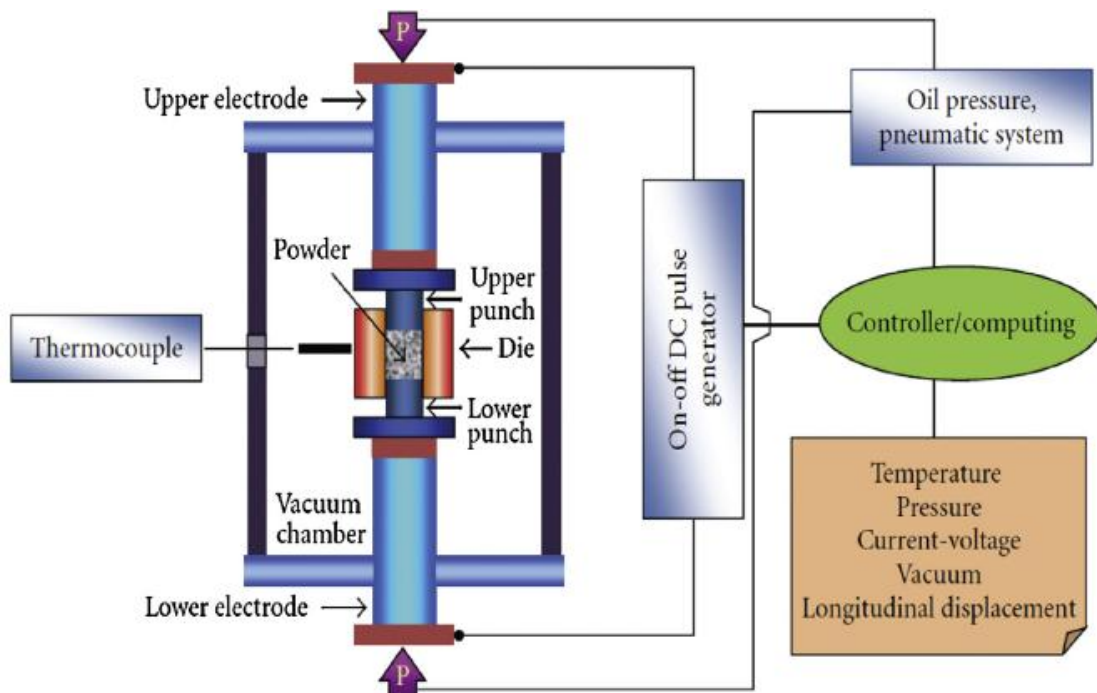 P
Upper electrode
Oil pressure,
pneumatic system
Powder
Upper
punch
Thermocouple
Die
On-off DC pulse
generator
Controller/computing
Lower
punch
Vacuum
chamber
Temperature
Pressure
Current-voltage
Vacuum
Longitudinal displacement
Lower electrode
P